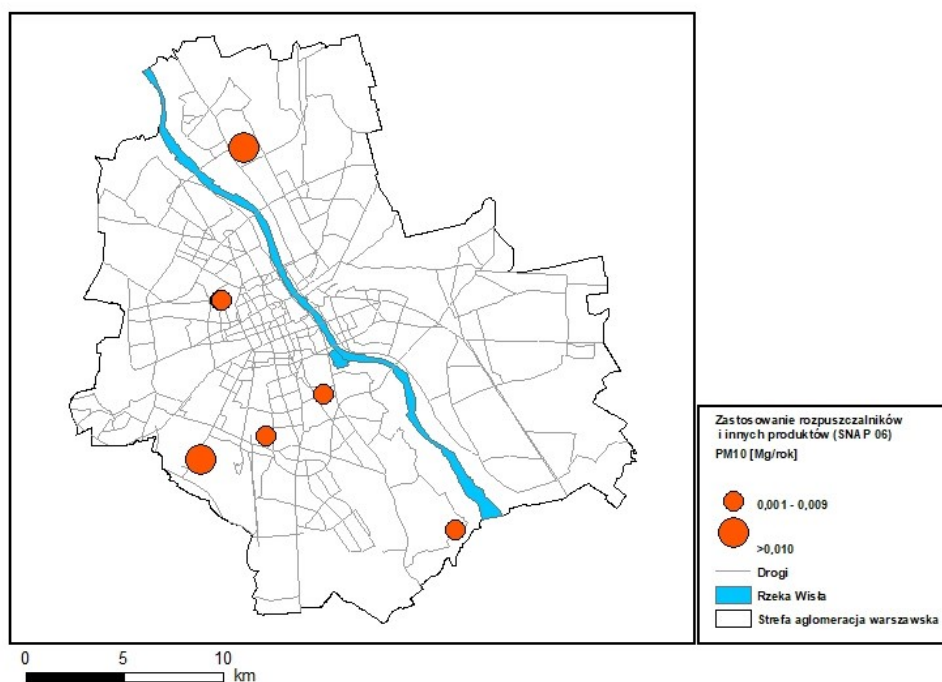 Zastosowanie rozpuszczalników
i innych produktów (SNAP 06)
PM10 [Mg/rok]
0,001 - 0,009
>0,010
Drogi
Rzeka Wisła
Strefa aglomeracja warszawska
0 5 10
km